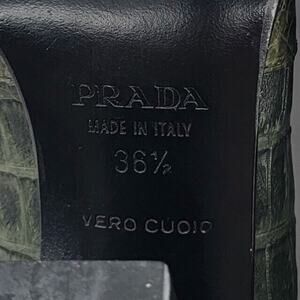 PRADA
MADE IN ITALY
36½
VERO CUOIO